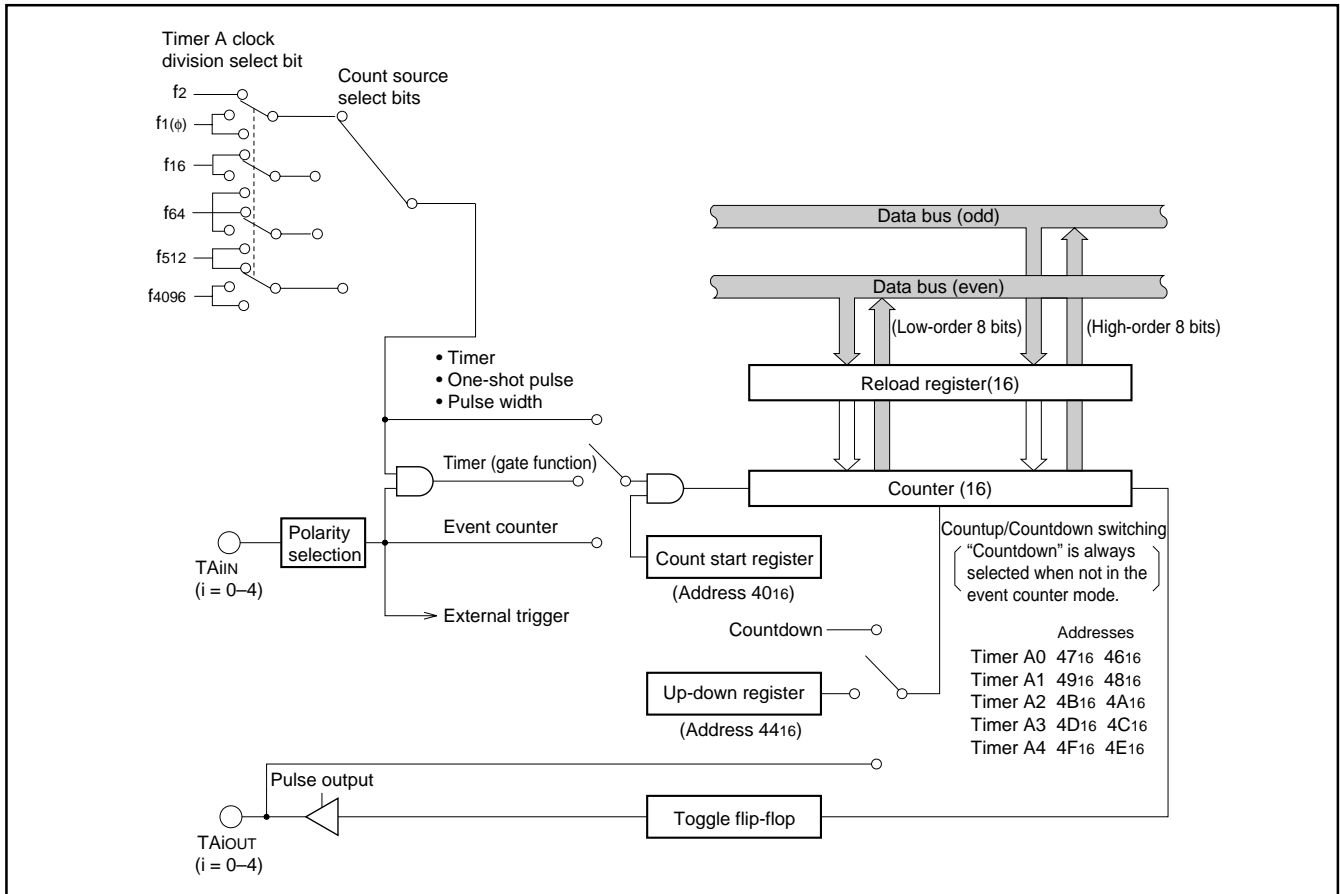 Timer A clock
division select bit
Count source
select bits
f2
f1(ϕ)
f16
f64
f512
f4096
Data bus (odd)
Data bus (even)
(Low-order 8 bits)
(High-order 8 bits)
• Timer
• One-shot pulse
• Pulse width
Reload register(16)
Timer (gate function)
Counter (16)
Polarity
selection
Event counter
TAiIN
(i = 0–4)
Count start register
(Address 4016)
Countup/Countdown switching
“Countdown” is always
selected when not in the
event counter mode.
External trigger
Countdown
Addresses
Timer A0 4716 4616
Timer A1 4916 4816
Timer A2 4B16 4A16
Timer A3 4D16 4C16
Timer A4 4F16 4E16
Up-down register
(Address 4416)
Pulse output
Toggle flip-flop
TAiOUT
(i = 0–4)